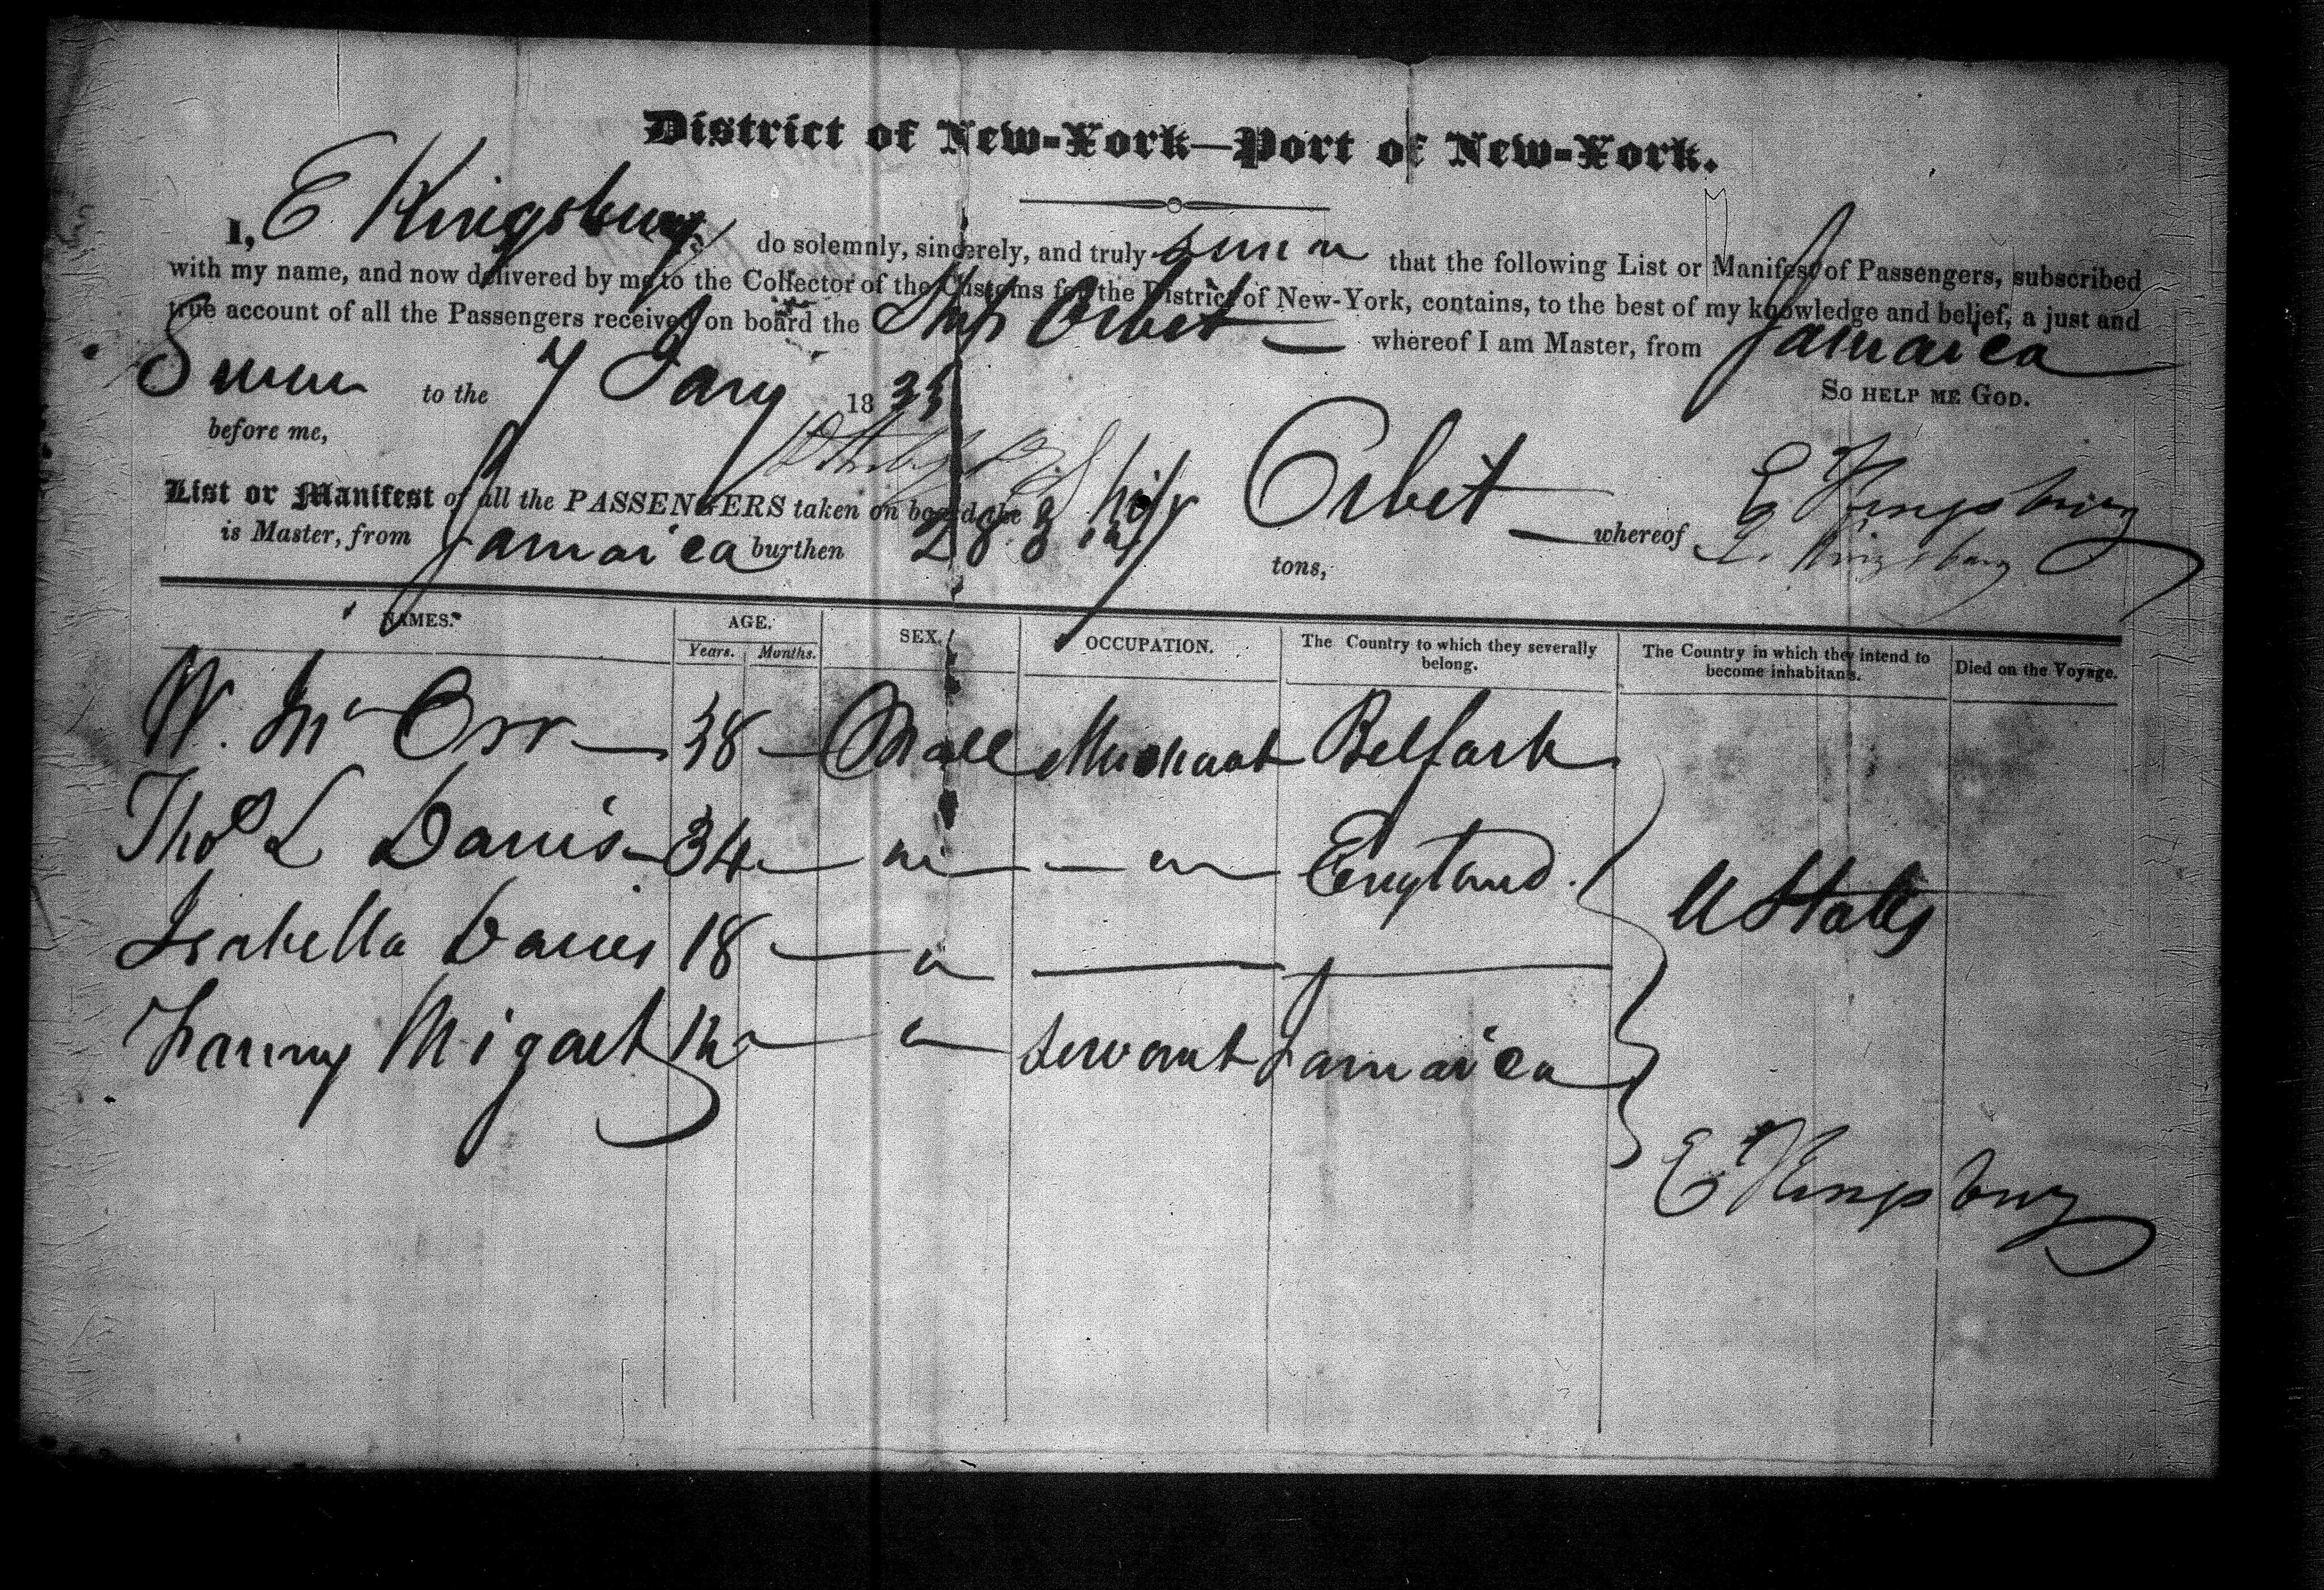 District of New-York—Port of New-York.
I, E Kingsbury do solemnly, sincerely, and truly that the following List or Manifest of Passengers, subscribed
with my name, and now delivered by me to the Collector of the Customs for the District of New-York, contains, to the best of my knowledge and belief, a just and
true account of all the Passengers received on board the Ship Orbit whereof I am Master, from Jamaica
So HELP ME GOD.
Sworn to the 7 Jany 1835
before me,
E Kingsbury
List or Manifest of all the PASSENGERS taken on board the Ship Orbit whereof E. Kingsbury
is Master, from Jamaica burthen tons,
NAMES. AGE. SEX. OCCUPATION. The Country to which they severally belong. The Country in which they intend to become inhabitants. Died on the Voyage.
Years. Months.
W. Mc Orr 38 Male Merchant Belfast
Thos L Davis 34 England
U States
Isabella Davies 18
Fanny 12 Servant Jamaica
E Kingsbury